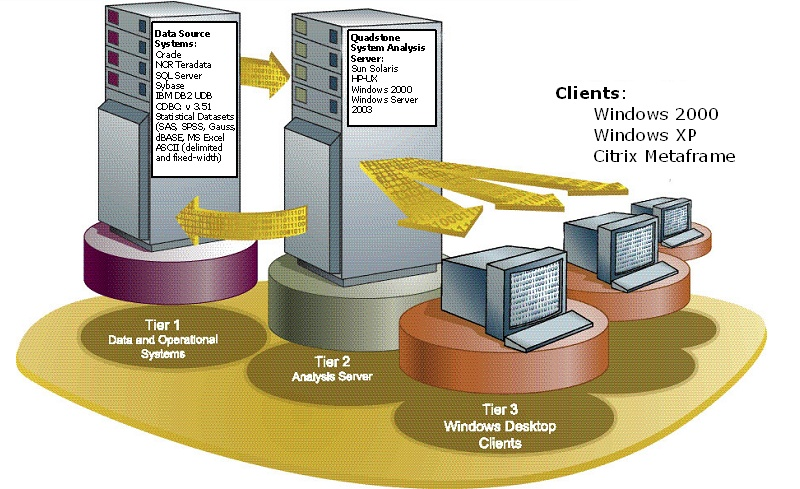 Data Source
Systems:
Oracle
NCR Teradata
SQL Server
Sybase
IBM DB2 UDB
CDBO. v 3.51
Statistical Datasets
(SAS, SPSS, Gauss,
dBASE, MS Excel
ASCII (delimited
and fixed-width)
Quadstone
System Analysis
Server:
Sun Solaris
HP-UX
Windows 2000
Windows Server
2003
Clients:
Windows 2000
Windows XP
Citrix Metaframe
Tier 1
Data and Operational
Systems
Tier 2
Analysis Server
Tier 3
Windows Desktop
Clients